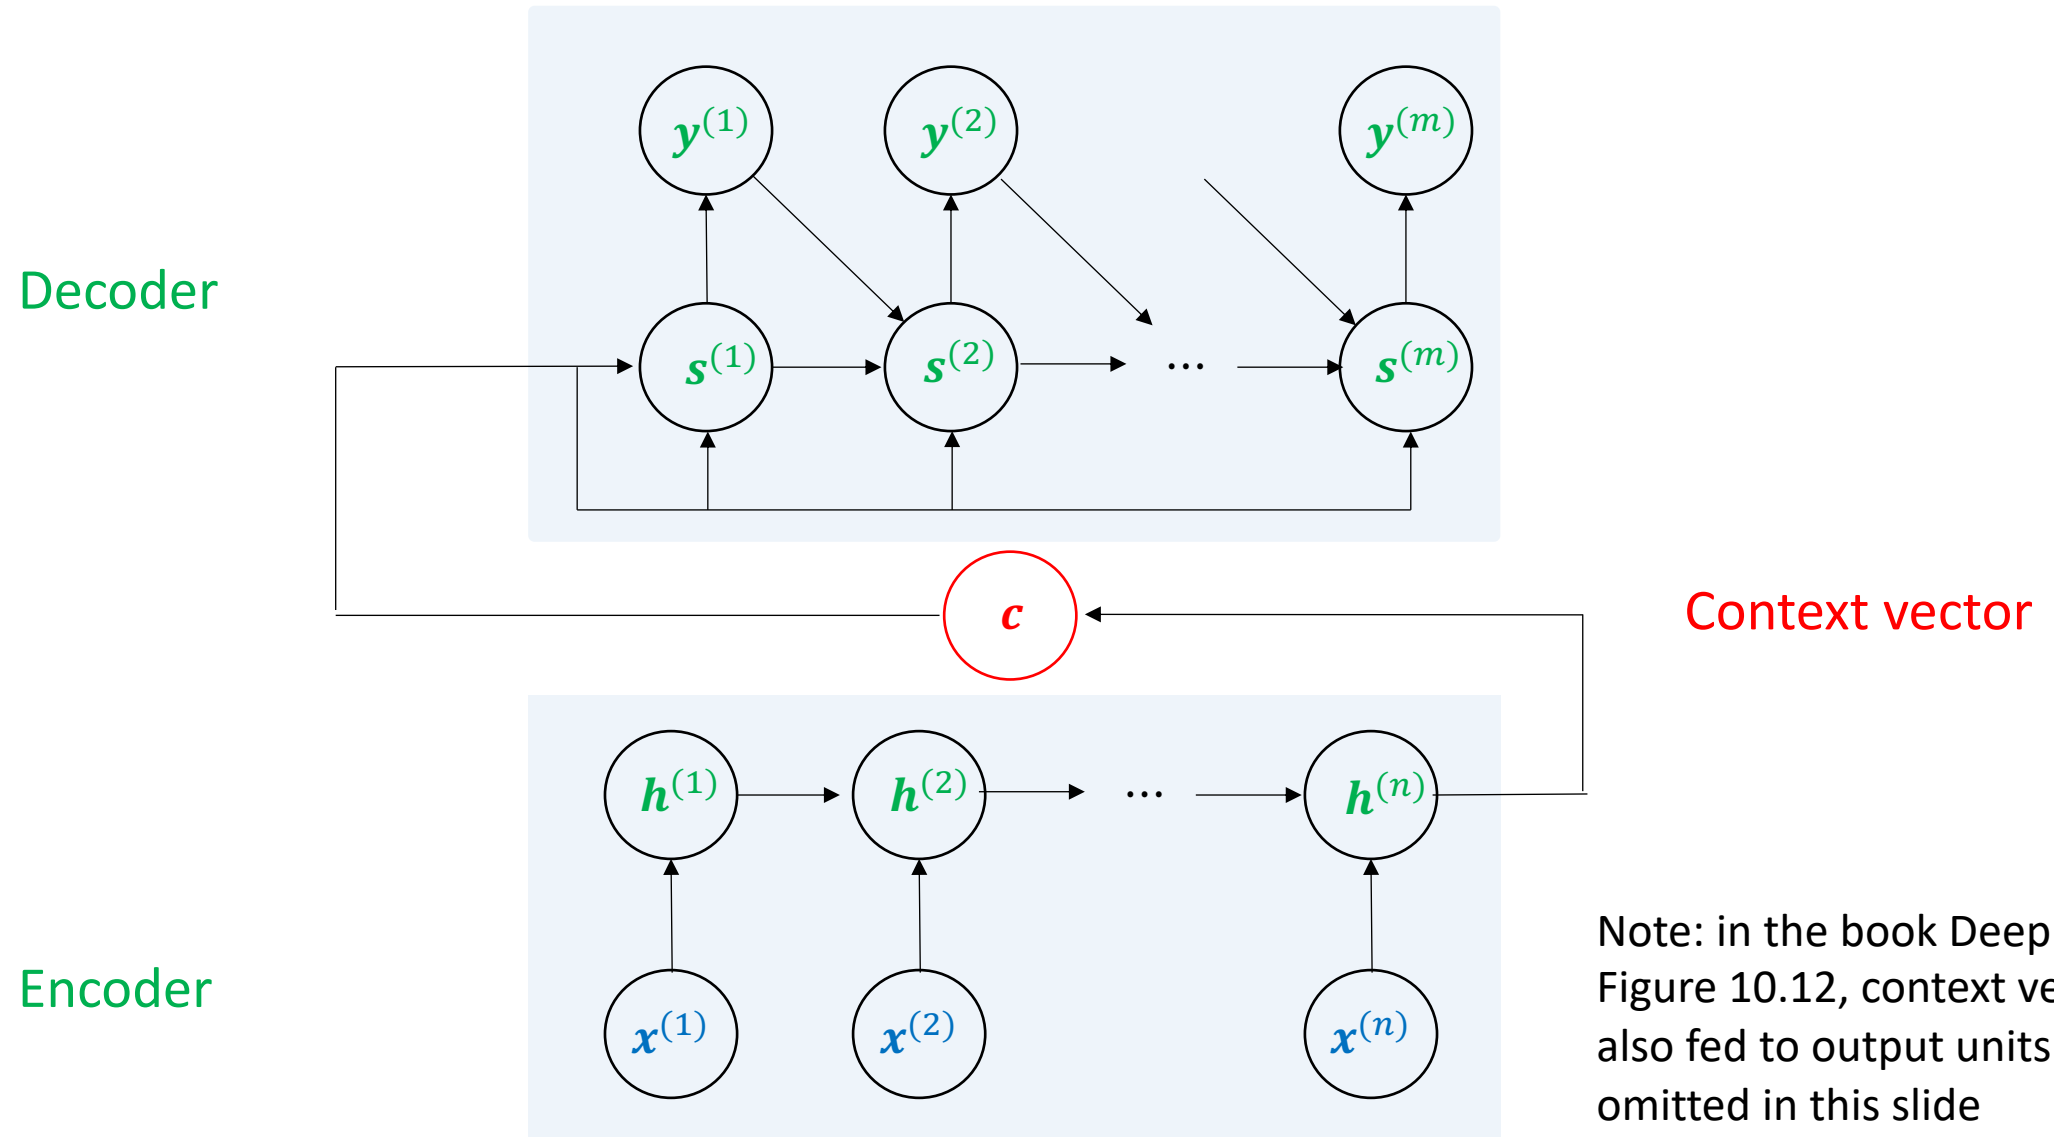 y^(1) y^(2) y^(m)
Decoder
s^(1) s^(2) ... s^(m)
c
Context vector
h^(1) h^(2) ... h^(n)
Note: in the book Deep
Figure 10.12, context
also fed to output units
omitted in this slide
Encoder
x^(1) x^(2) x^(n)